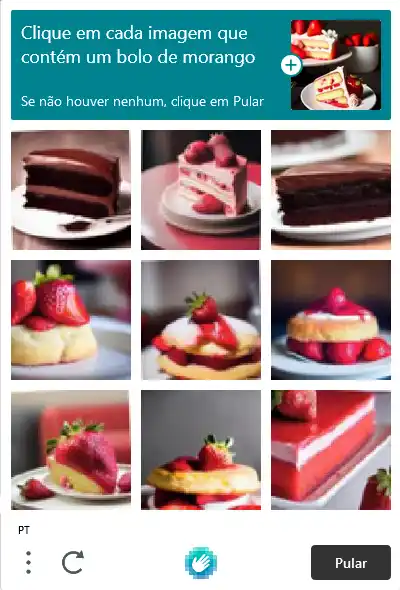 Clique em cada imagem que
contém um bolo de morango
Se não houver nenhum, clique em Pular
PT
Pular